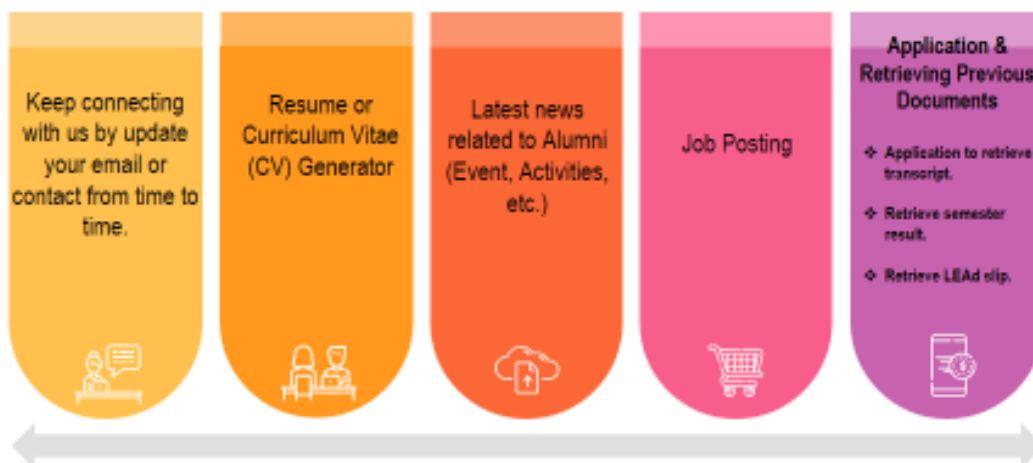 Keep connecting
with us by update
your email or
contact from time to
time.
Resume or
Curriculum Vitae
(CV) Generator
Latest news
related to Alumni
(Event, Activities,
etc.)
Job Posting
Application &
Retrieving Previous
Documents
❖ Application to retrieve
transcript.
❖ Retrieve semester
result.
❖ Retrieve LEAd slip.